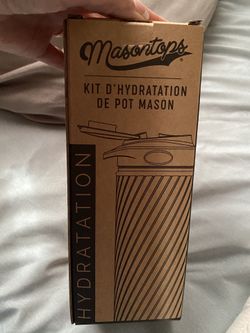 Masontops
KIT D'HYDRATATION
DE POT MASON
HYDRATATION